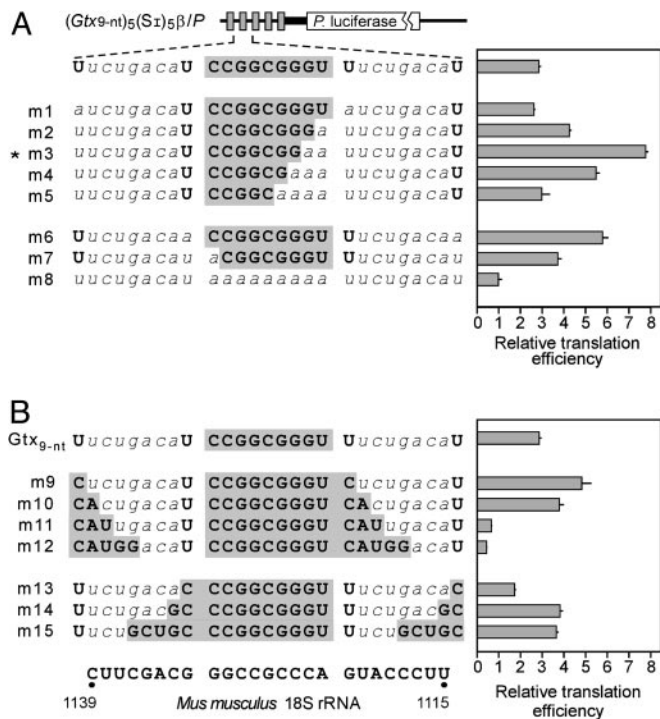 A (Gtx9-nt)5(SI)5β/P P. luciferase
Uucugacau CCGGCGGGU UucugacaU
m1 aucugacaU CCGGCGGGU aucugacaU
m2 uucugacaU CCGGCGGGa uucugacaU
* m3 uucugacaU CCGGCGGaa uucugacaU
m4 uucugacaU CCGGCGaaa uucugacaU
m5 uucugacaU CCGGCaaaa uucugacaU
m6 Uucugacaa CCGGCGGGU Uucugacaa
m7 Uucugacau aCGGCGGGU Uucugacau
m8 uucugacau aaaaaaaaa uucugacau
0 1 2 3 4 5 6 7 8
Relative translation
efficiency
B
Gtx9-nt UucugacaU CCGGCGGGU UucugacaU
m9 CucugacaU CCGGCGGGU CucugacaU
m10 CAcugacaU CCGGCGGGU CAcugacaU
m11 CAUugacaU CCGGCGGGU CAUugacaU
m12 CAUGGacaU CCGGCGGGU CAUGGacaU
m13 UucugacaC CCGGCGGGU UucugacaC
m14 UucugacGC CCGGCGGGU UucugacGC
m15 UucuGCUGC CCGGCGGGU UucuGCUGC
CUUCGACG GGCCGCCCA GUACCCUU
1139 Mus musculus 18S rRNA 1115
0 1 2 3 4 5 6 7 8
Relative translation
efficiency